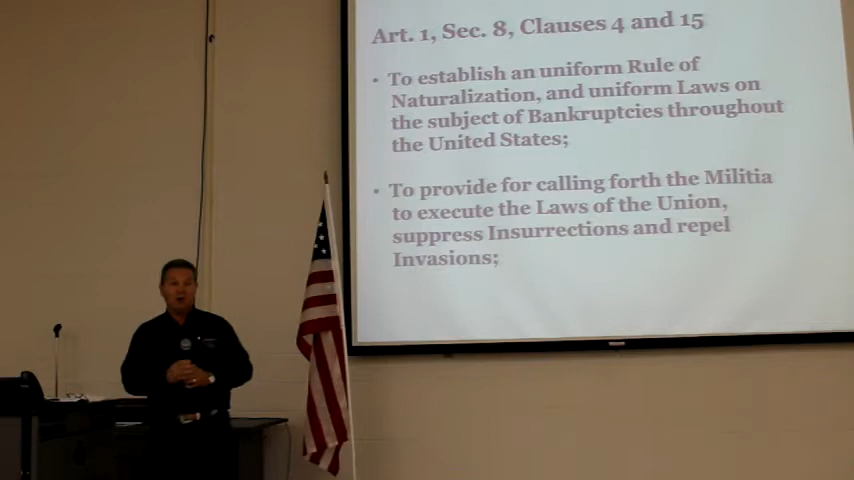 Art. 1, Sec. 8, Clauses 4 and 15
• To establish an uniform Rule of
Naturalization, and uniform Laws on
the subject of Bankruptcies throughout
the United States;
• To provide for calling forth the Militia
to execute the Laws of the Union,
suppress Insurrections and repel
Invasions;